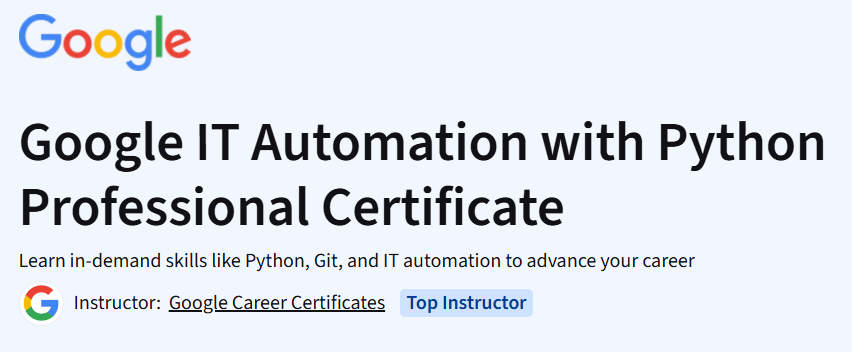 Google
Google IT Automation with Python
Professional Certificate
Learn in-demand skills like Python, Git, and IT automation to advance your career
G
Instructor: Google Career Certificates Top Instructor